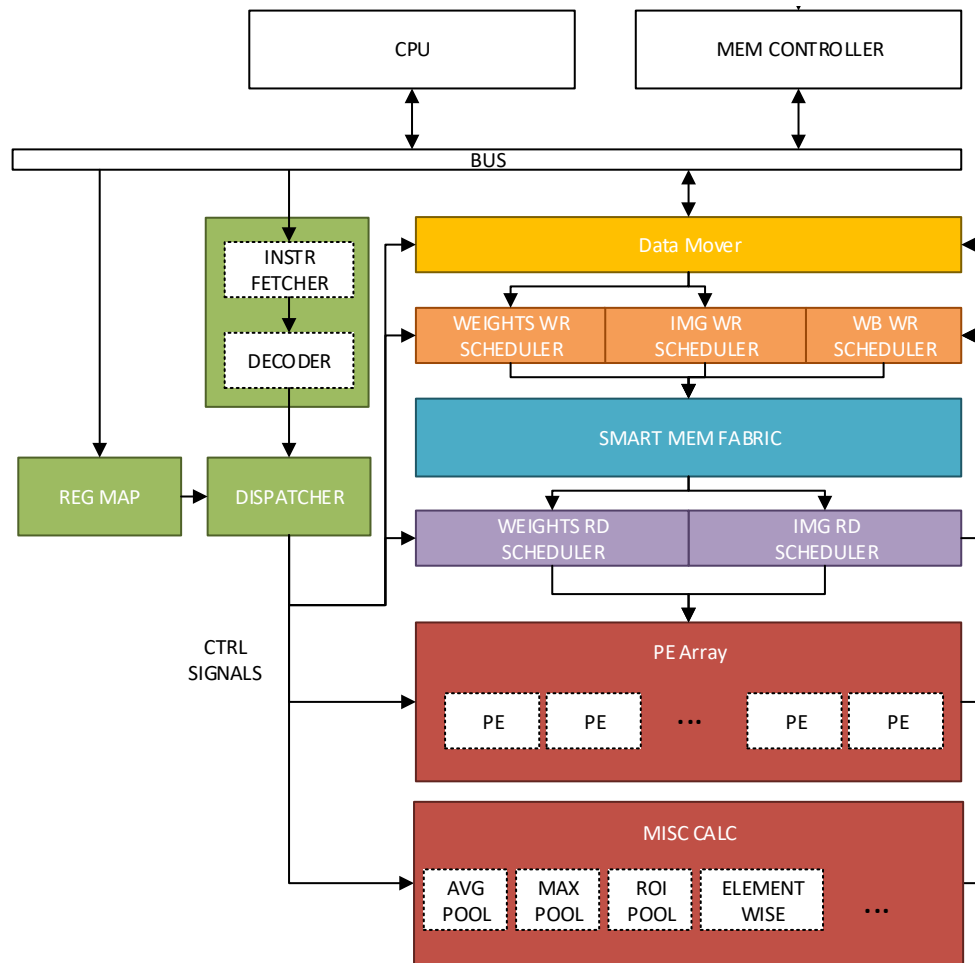 CPU
MEM CONTROLLER
BUS
INSTR
FETCHER
DECODER
REG MAP
DISPATCHER
CTRL
SIGNALS
Data Mover
WEIGHTS WR
SCHEDULER
IMG WR
SCHEDULER
WB WR
SCHEDULER
SMART MEM FABRIC
WEIGHTS RD
SCHEDULER
IMG RD
SCHEDULER
PE Array
PE
PE
...
PE
PE
MISC CALC
AVG
POOL
MAX
POOL
ROI
POOL
ELEMENT
WISE
...